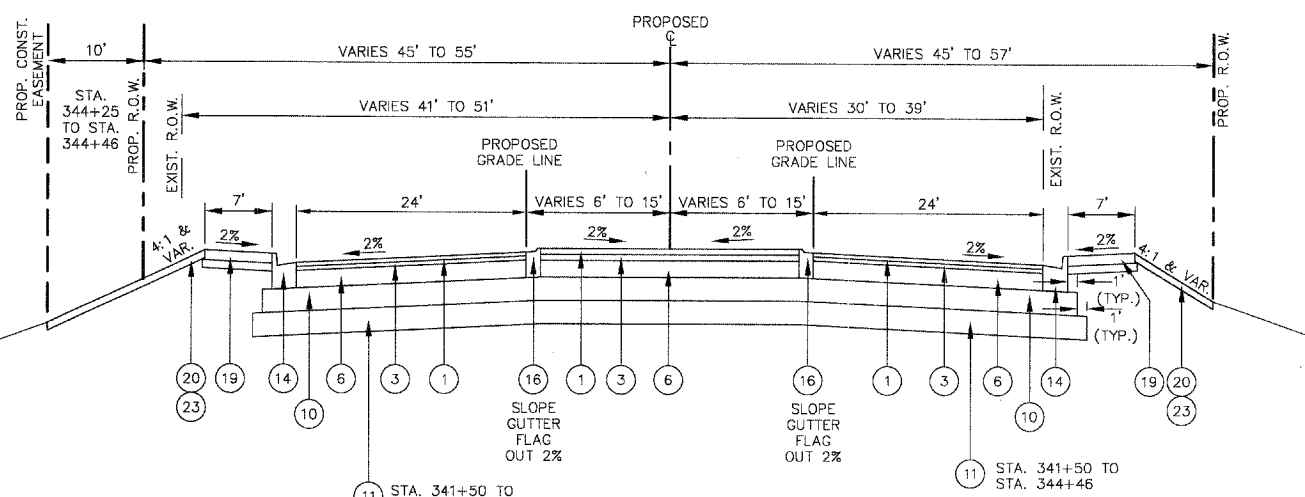 PROPOSED
℄
PROP. CONST.
EASEMENT
10'
VARIES 45' TO 55'
VARIES 45' TO 57'
PROP. R.O.W.
STA.
344+25
TO STA.
344+46
PROP. R.O.W.
EXIST. R.O.W.
VARIES 41' TO 51'
VARIES 30' TO 39'
EXIST. R.O.W.
PROPOSED
GRADE LINE
PROPOSED
GRADE LINE
7'
24'
VARIES 6' TO 15'
VARIES 6' TO 15'
24'
7'
4:1 &
VAR.
2%
2%
2%
2%
2%
2%
4:1 & VAR.
1'
(TYP.)
1'
(TYP.)
20
19
14
6
3
1
16
1
3
6
16
1
3
6
14
19
20
23
10
10
23
SLOPE
GUTTER
FLAG
OUT 2%
SLOPE
GUTTER
FLAG
OUT 2%
11 STA. 341+50 TO
11 STA. 341+50 TO
STA. 344+46